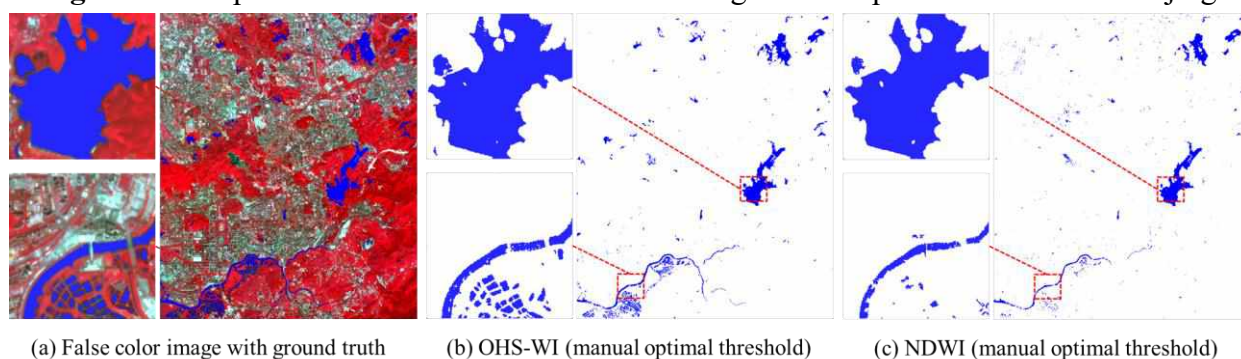 (a) False color image with ground truth
(b) OHS-WI (manual optimal threshold)
(c) NDWI (manual optimal threshold)